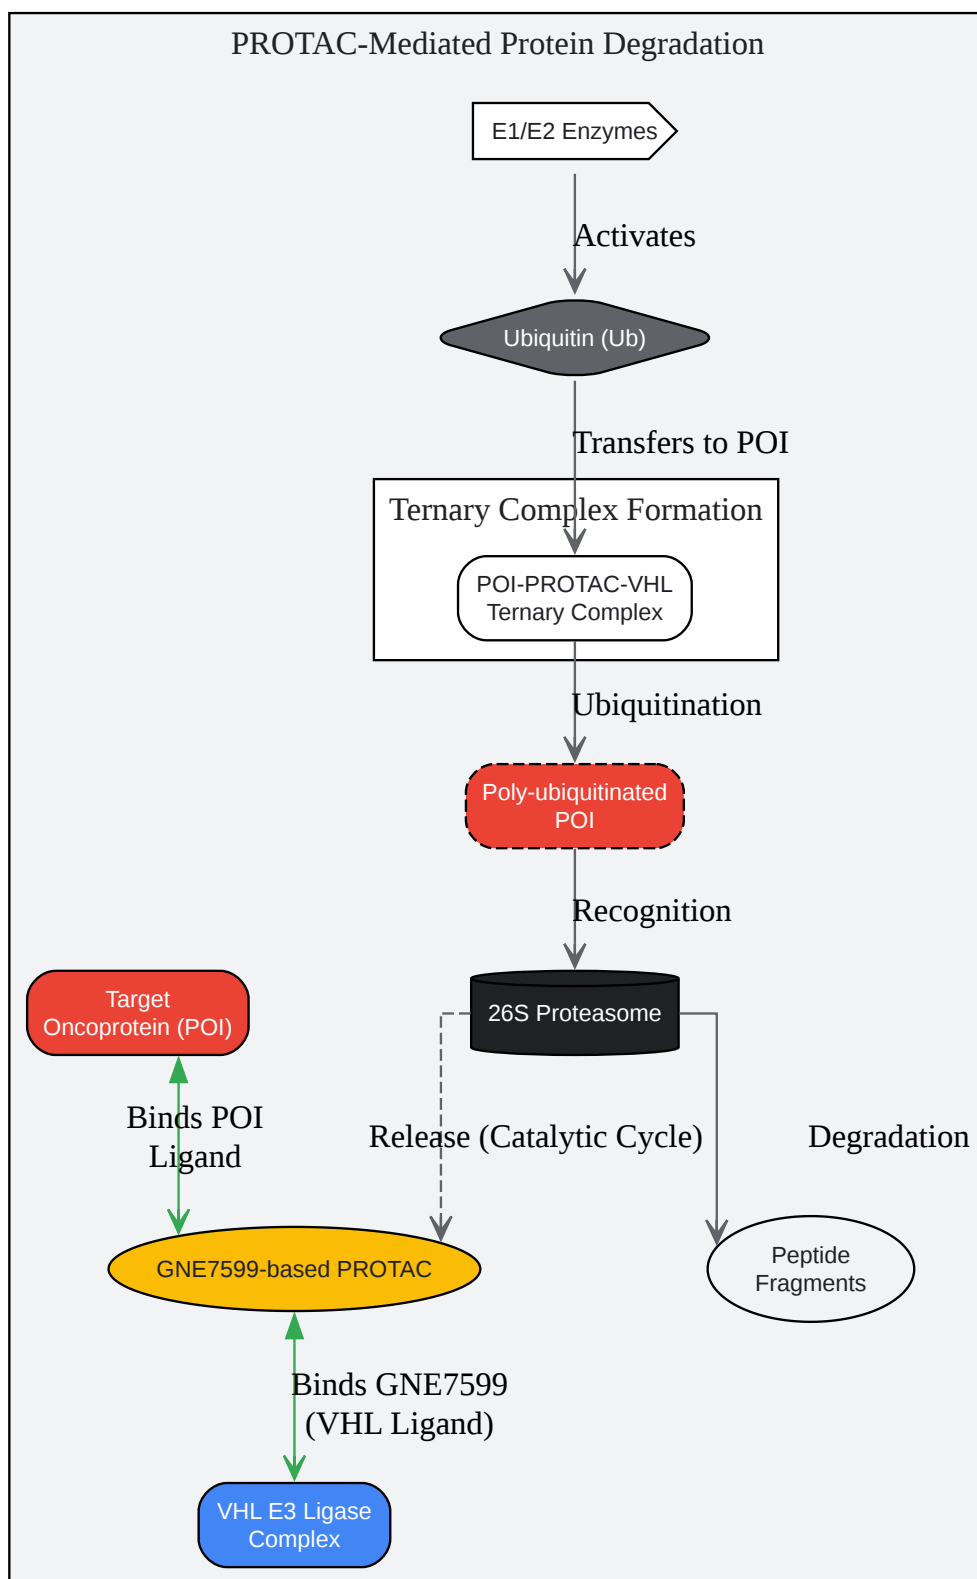 PROTAC-Mediated Protein Degradation
E1/E2 Enzymes
Activates
Ubiquitin (Ub)
Transfers to POI
Ternary Complex Formation
POI-PROTAC-VHL
Ternary Complex
Ubiquitination
Poly-ubiquitinated
POI
Recognition
Target
Oncoprotein (POI)
26S Proteasome
Binds POI
Ligand
Release (Catalytic Cycle)
Degradation
GNE7599-based PROTAC
Peptide
Fragments
Binds GNE7599
(VHL Ligand)
VHL E3 Ligase
Complex